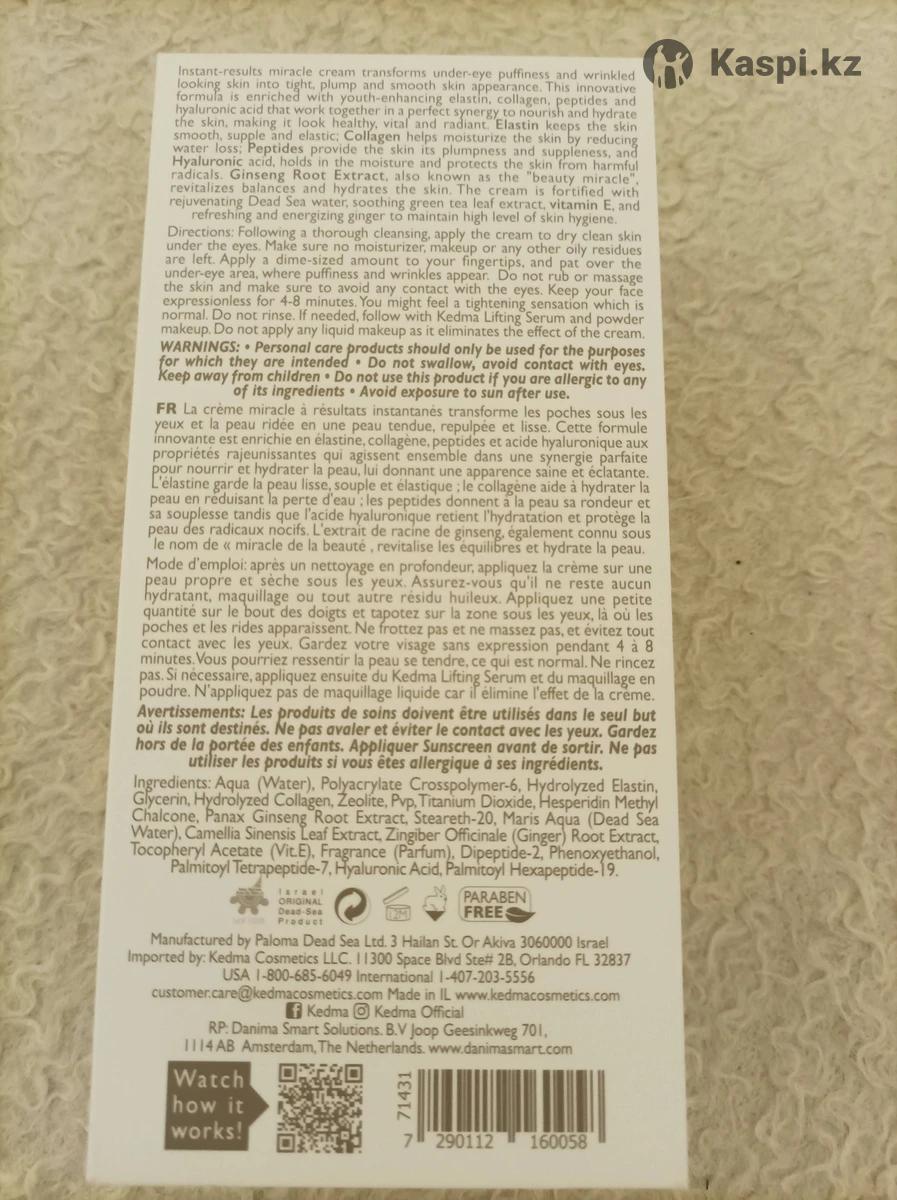 Kaspi.kz
Instant-results miracle cream transforms under-eye puffiness and wrinkled
looking skin into tight, plump and smooth skin appearance. This innovative
formula is enriched with youth-enhancing elastin, collagen, peptides and
hyaluronic acid that work together in a perfect synergy to nourish and hydrate
the skin, making it look healthy, vital and radiant. Elastin keeps the skin
smooth, supple and elastic; Collagen helps moisturize the skin by reducing
water loss; Peptides provide the skin its plumpness and suppleness, and
Hyaluronic acid, holds in the moisture and protects the skin from harmful
radicals. Ginseng Root Extract, also known as the "beauty miracle",
revitalizes balances and hydrates the skin. The cream is fortified with
rejuvenating Dead Sea water, soothing green tea leaf extract, vitamin E, and
refreshing and energizing ginger to maintain high level of skin hygiene.
Directions: Following a thorough cleansing, apply the cream to dry clean skin
under the eyes. Make sure no moisturizer, makeup or any other oily residues
are left. Apply a dime-sized amount to your fingertips, and pat over the
under-eye area, where puffiness and wrinkles appear. Do not rub or massage
the skin and make sure to avoid any contact with the eyes. Keep your face
expressionless for 4-8 minutes. You might feel a tightening sensation which is
normal. Do not rinse. If needed, follow with Kedma Lifting Serum and powder
makeup. Do not apply any liquid makeup as it eliminates the effect of the cream.
WARNINGS: • Personal care products should only be used for the purposes
for which they are intended • Do not swallow, avoid contact with eyes.
Keep away from children • Do not use this product if you are allergic to any
of its ingredients • Avoid exposure to sun after use.
FR La crème miracle à résultats instantanés transforme les poches sous les
yeux et la peau ridée en une peau tendue, repulpée et lisse. Cette formule
innovante est enrichie en élastine, collagène, peptides et acide hyaluronique aux
propriétés rajeunissantes qui agissent ensemble dans une synergie parfaite
pour nourrir et hydrater la peau, lui donnant une apparence saine et éclatante.
L'élastine garde la peau lisse, souple et élastique ; le collagène aide à hydrater la
peau en réduisant la perte d'eau ; les peptides donnent à la peau sa rondeur et
sa souplesse tandis que l'acide hyaluronique retient l'hydratation et protège la
peau des radicaux nocifs. L'extrait de racine de ginseng, également connu sous
le nom de « miracle de la beauté , revitalise les équilibres et hydrate la peau.
Mode d'emploi: après un nettoyage en profondeur, appliquez la crème sur une
peau propre et sèche sous les yeux. Assurez-vous qu'il ne reste aucun
hydratant, maquillage ou tout autre résidu huileux. Appliquez une petite
quantité sur le bout des doigts et tapotez sur la zone sous les yeux, là où les
poches et les rides apparaissent. Ne frottez pas et ne massez pas, et évitez tout
contact avec les yeux. Gardez votre visage sans expression pendant 4 à 8
minutes. Vous pourriez ressentir la peau se tendre, ce qui est normal. Ne rincez
pas. Si nécessaire, appliquez ensuite du Kedma Lifting Serum et du maquillage en
poudre. N'appliquez pas de maquillage liquide car il élimine l'effet de la crème.
Avertissements: Les produits de soins doivent être utilisés dans le seul but
où ils sont destinés. Ne pas avaler et éviter le contact avec les yeux. Gardez
hors de la portée des enfants. Appliquer Sunscreen avant de sortir. Ne pas
utiliser les produits si vous êtes allergique à ses ingrédients.
Ingredients: Aqua (Water), Polyacrylate Crosspolymer-6, Hydrolyzed Elastin,
Glycerin, Hydrolyzed Collagen, Zeolite, Pvp, Titanium Dioxide, Hesperidin Methyl
Chalcone, Panax Ginseng Root Extract, Steareth-20, Maris Aqua (Dead Sea
Water), Camellia Sinensis Leaf Extract, Zingiber Officinale (Ginger) Root Extract,
Tocopheryl Acetate (Vit.E), Fragrance (Parfum), Dipeptide-2, Phenoxyethanol,
Palmitoyl Tetrapeptide-7, Hyaluronic Acid, Palmitoyl Hexapeptide-19.
Israel
ORIGINAL
Dead-Sea
Product
12M
PARABEN
FREE
Manufactured by Paloma Dead Sea Ltd. 3 Hailan St. Or Akiva 3060000 Israel
Imported by: Kedma Cosmetics LLC. 11300 Space Blvd Ste# 2B, Orlando FL 32837
USA 1-800-685-6049 International 1-407-203-5556
customer.care@kedmacosmetics.com Made in IL www.kedmacosmetics.com
Kedma Kedma Official
RP: Danima Smart Solutions. B.V Joop Geesinkweg 701,
1114 AB Amsterdam, The Netherlands. www.danimasmart.com
Watch
how it
works!
71431
7 290112 160058